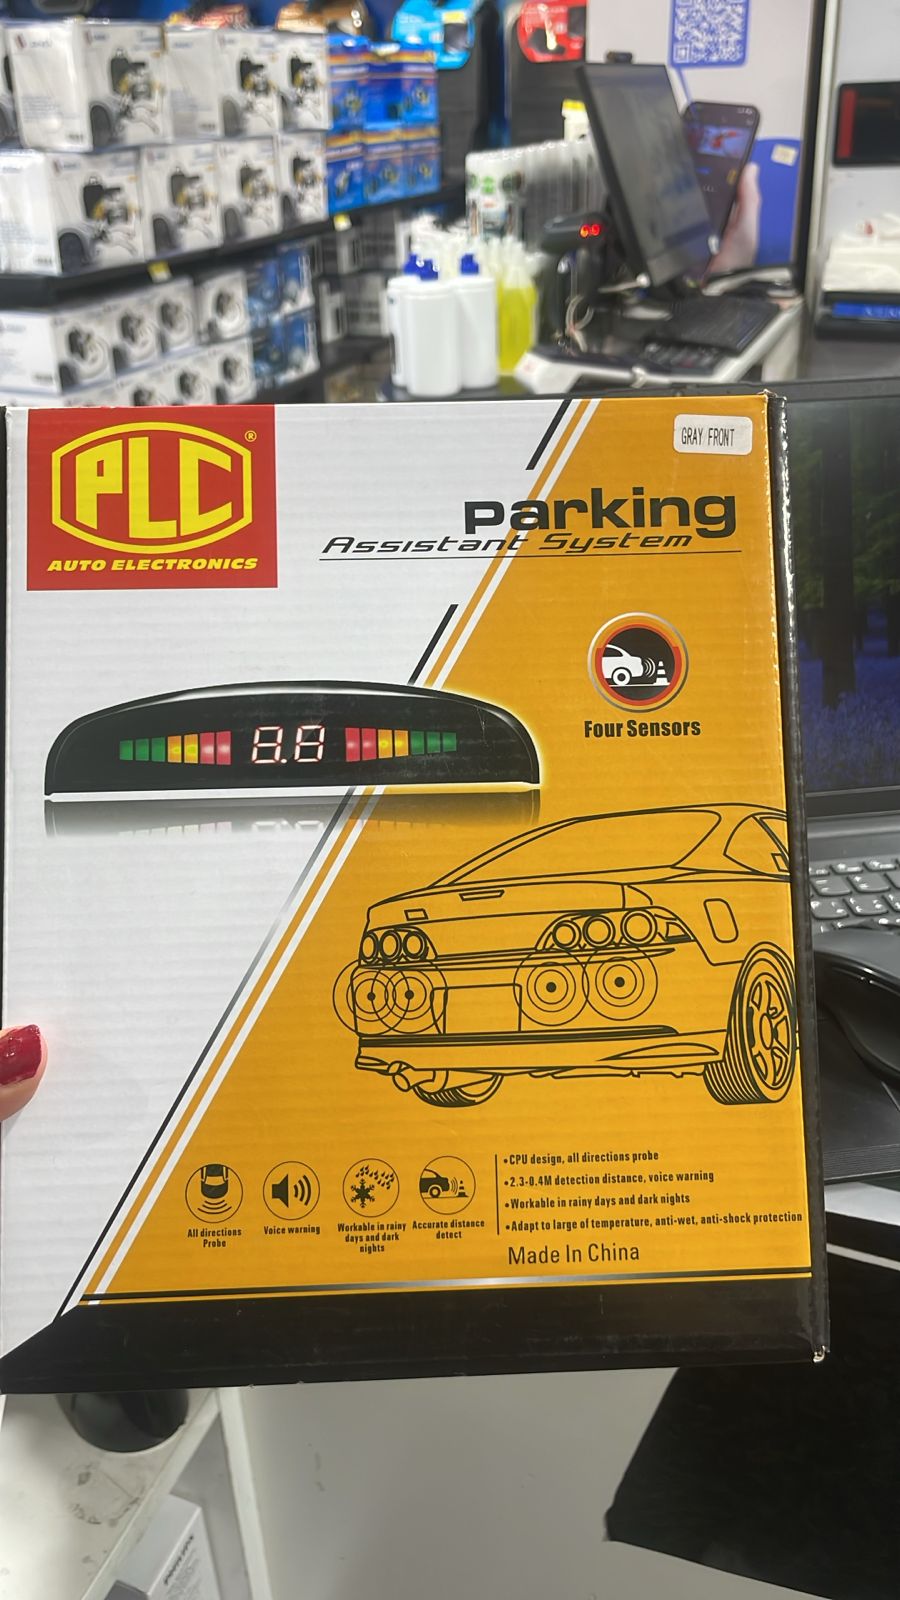 PLC®
AUTO ELECTRONICS
GRAY FRONT
Parking
Assistant System
8.8
Four Sensors
All directions
Probe
Voice warning
Workable in rainy
days and dark
nights
Accurate distance
detect
•CPU design, all directions probe
•2.3-0.4M detection distance, voice warning
•Workable in rainy days and dark nights
•Adapt to large of temperature, anti-wet, anti-shock protection
Made In China